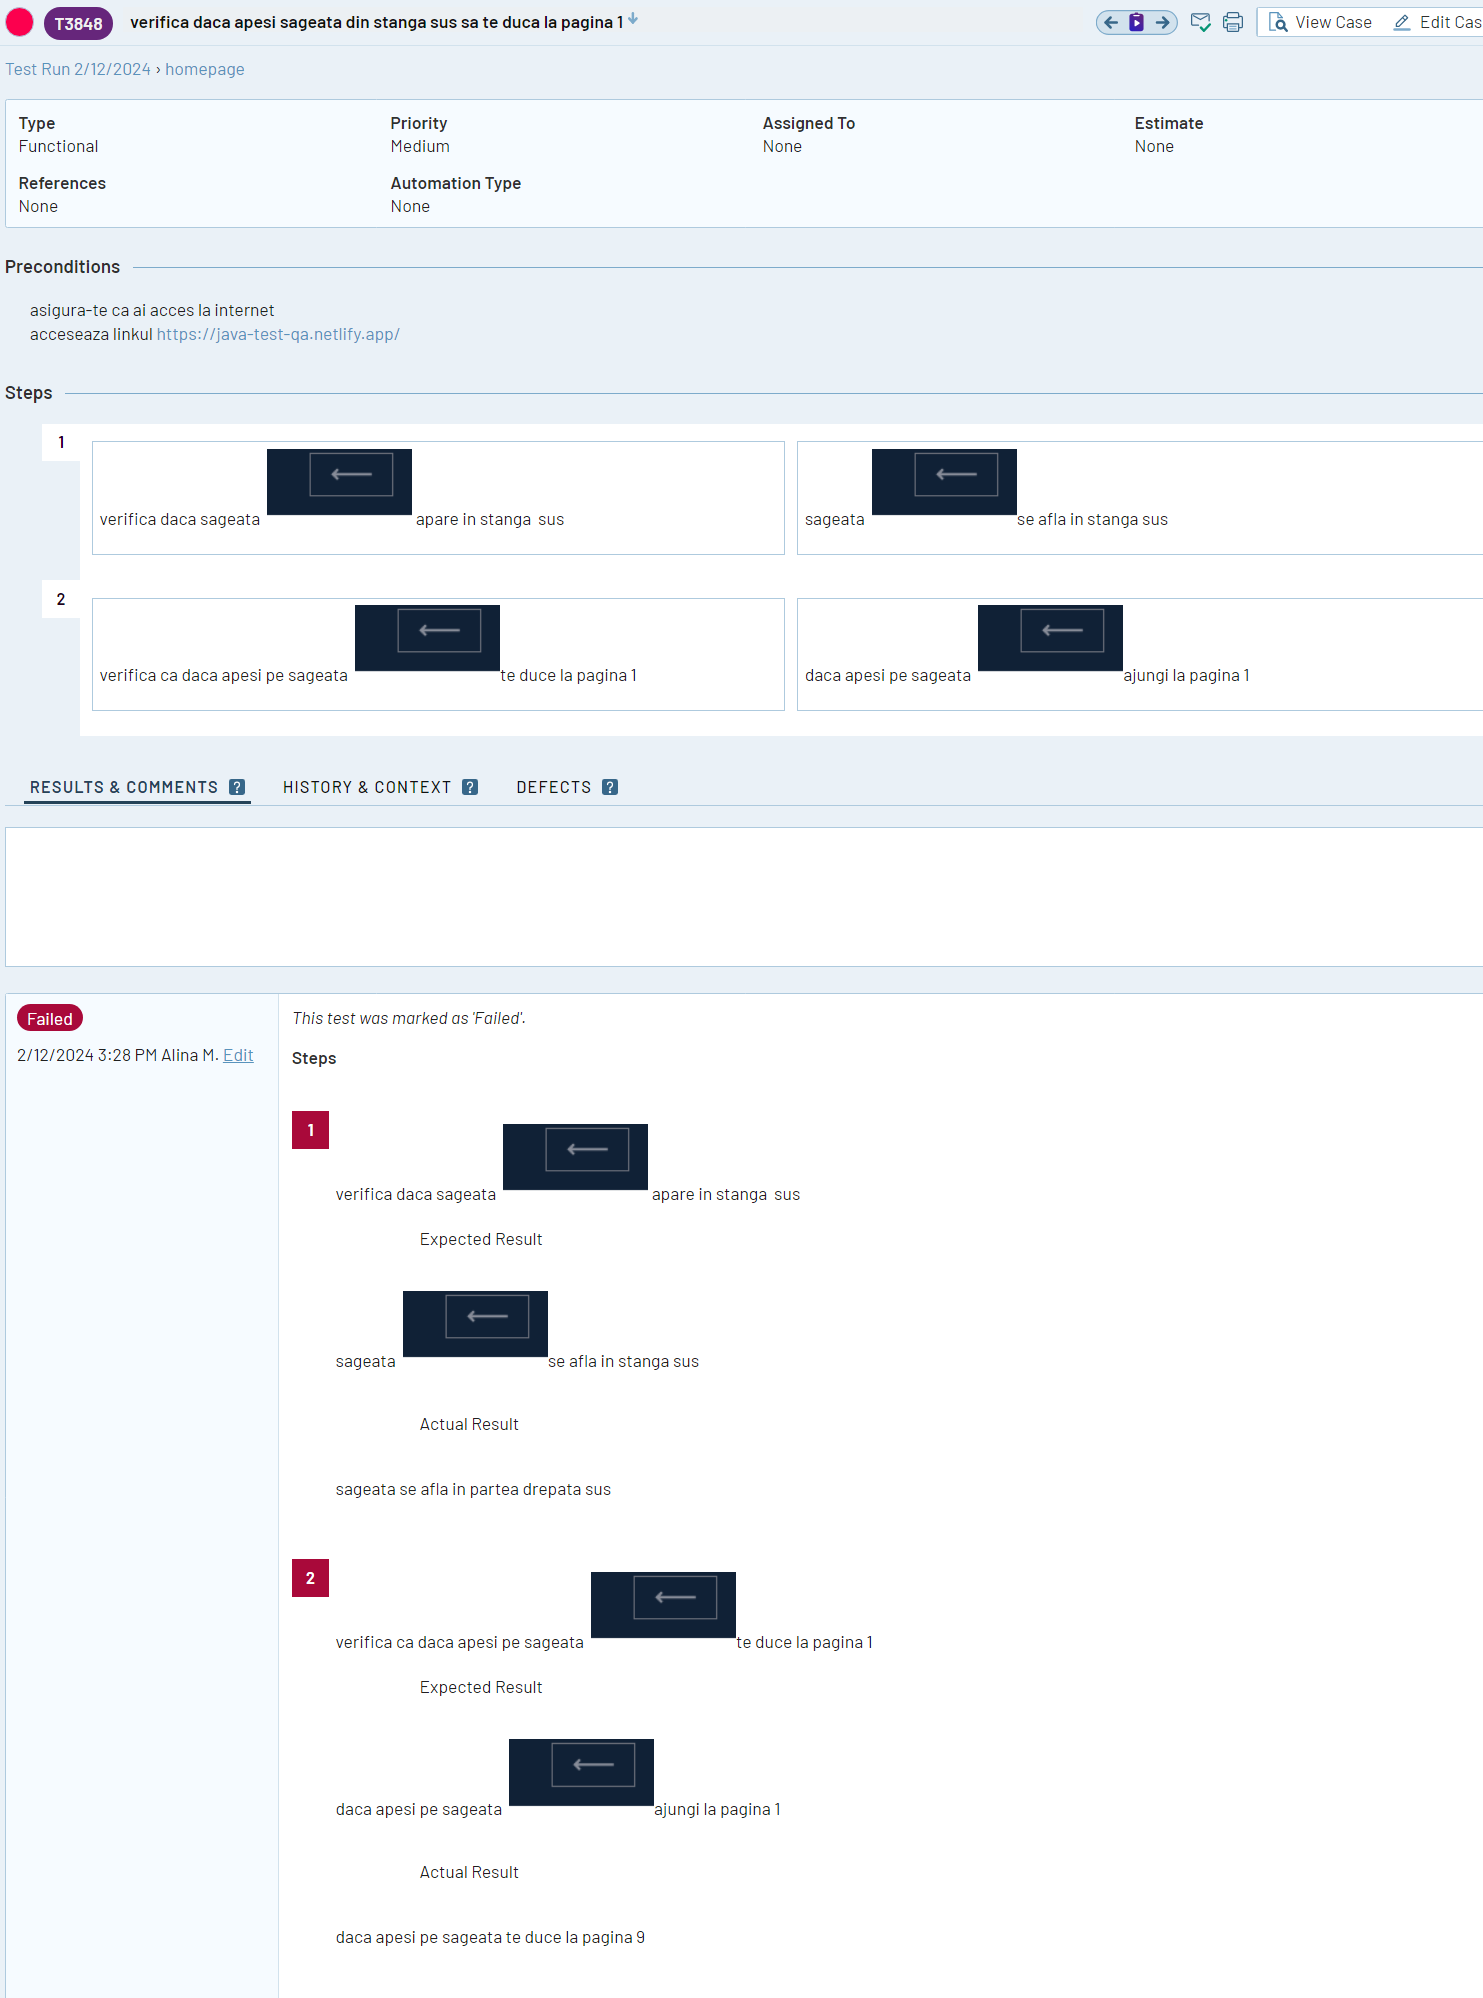 T3848 verifica daca apesi sageata din stanga sus sa te duca la pagina 1
View Case Edit Cas
Test Run 2/12/2024 › homepage
Type Priority Assigned To Estimate
Functional Medium None None
References Automation Type
None None
Preconditions
asigura-te ca ai acces la internet
acceseaza linkul https://java-test-qa.netlify.app/
Steps
1
verifica daca sageata apare in stanga sus
sageata se afla in stanga sus
2
verifica ca daca apesi pe sageata te duce la pagina 1
daca apesi pe sageata ajungi la pagina 1
RESULTS & COMMENTS ? HISTORY & CONTEXT ? DEFECTS ?
Failed
2/12/2024 3:28 PM Alina M. Edit
This test was marked as 'Failed'.
Steps
1
verifica daca sageata apare in stanga sus
Expected Result
sageata se afla in stanga sus
Actual Result
sageata se afla in partea drepata sus
2
verifica ca daca apesi pe sageata te duce la pagina 1
Expected Result
daca apesi pe sageata ajungi la pagina 1
Actual Result
daca apesi pe sageata te duce la pagina 9